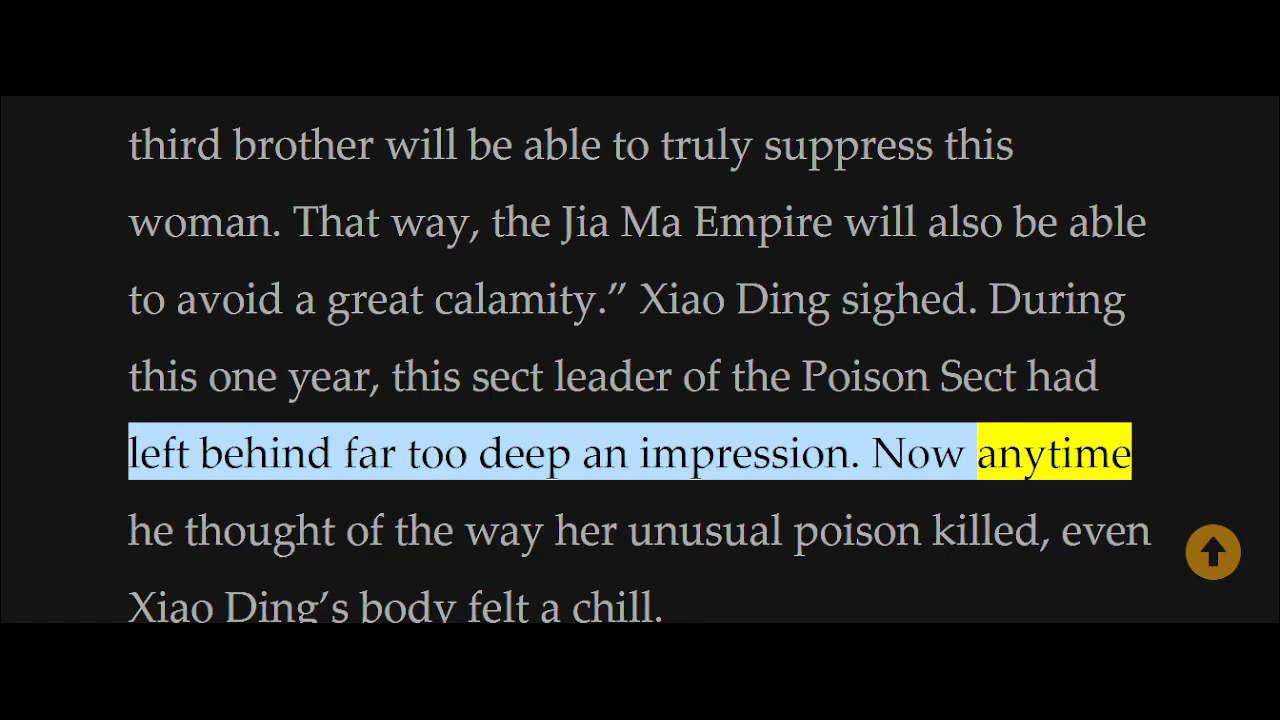 third brother will be able to truly suppress this
woman. That way, the Jia Ma Empire will also be able
to avoid a great calamity.” Xiao Ding sighed. During
this one year, this sect leader of the Poison Sect had
left behind far too deep an impression. Now anytime
he thought of the way her unusual poison killed, even
Xiao Ding’s body felt a chill.